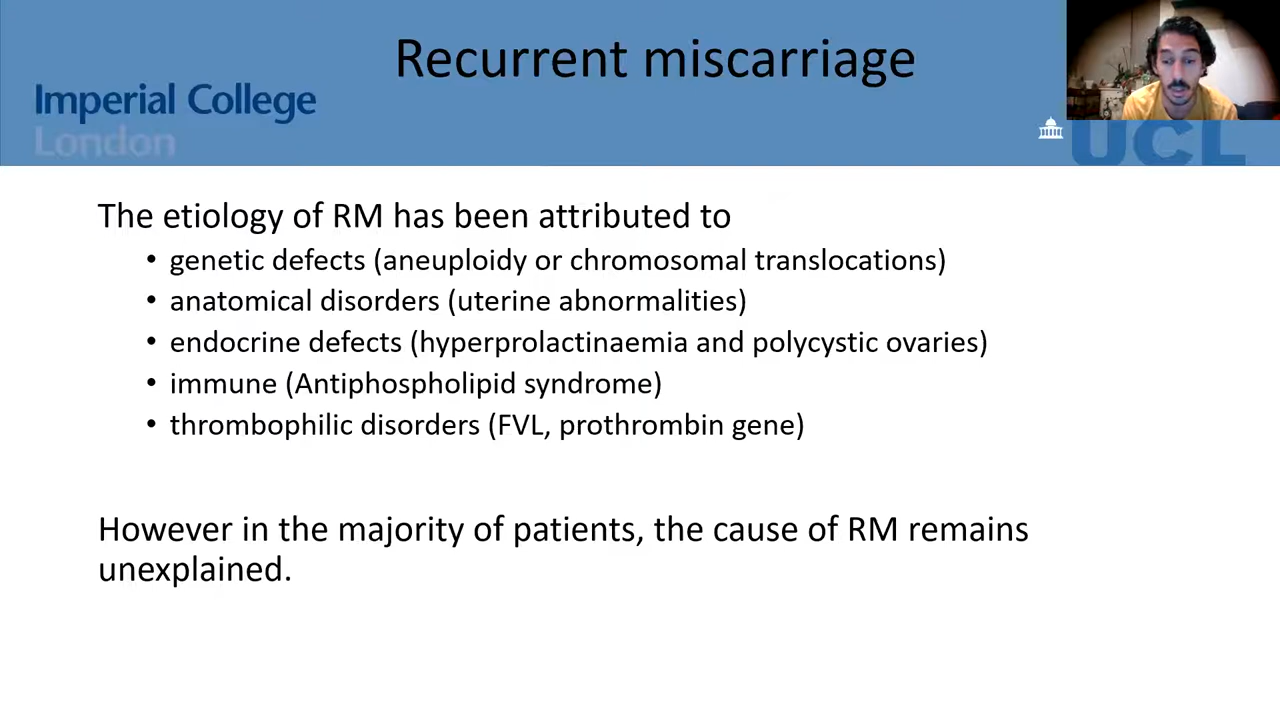 Recurrent miscarriage
Imperial College
London
UCL
The etiology of RM has been attributed to
• genetic defects (aneuploidy or chromosomal translocations)
• anatomical disorders (uterine abnormalities)
• endocrine defects (hyperprolactinaemia and polycystic ovaries)
• immune (Antiphospholipid syndrome)
• thrombophilic disorders (FVL, prothrombin gene)
However in the majority of patients, the cause of RM remains
unexplained.